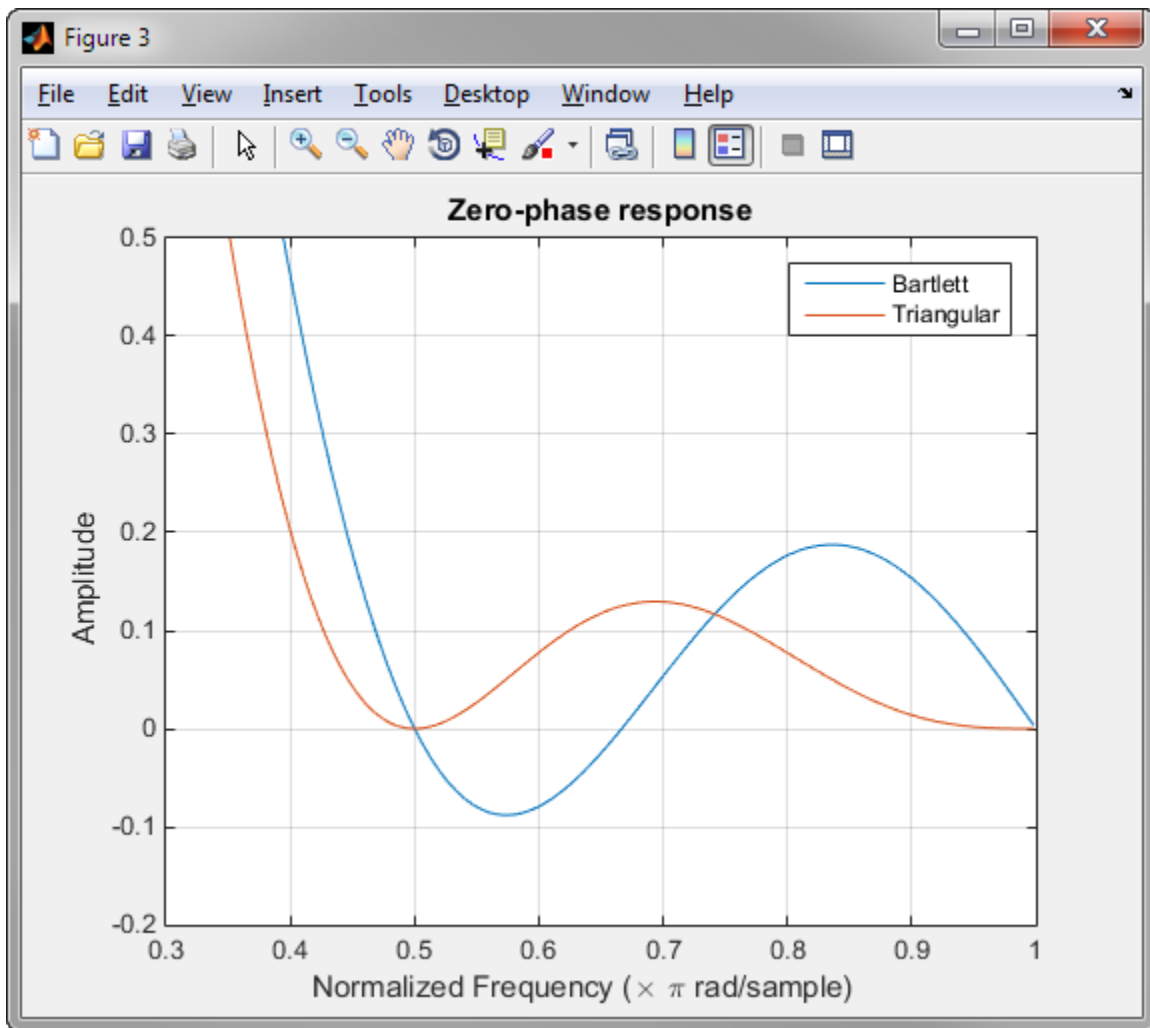 Figure 3
File Edit View Insert Tools Desktop Window Help
Zero-phase response
0.5
0.4
0.3
0.2
0.1
0
-0.1
-0.2
Amplitude
Bartlett
Triangular
0.3 0.4 0.5 0.6 0.7 0.8 0.9 1
Normalized Frequency (× π rad/sample)